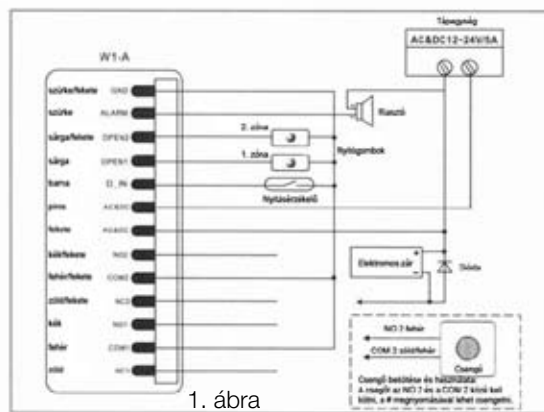 Tápegység
AC&DC12~24V/5A
W1-A
szürke/fekete GND
szürke ALARM
Riasztó
sárga/fekete OPEN2
2. zóna
sárga OPEN1
1. zóna
Nyitógombok
barna D_IN
Nyitásérzékelő
piros AC&DC
fekete AC&DC
kék/fekete NO2
fehér/fekete COM2
zöld/fekete NC2
kék NO1
fehér COM1
zöld NC1
Elektromos zár
+
−
Dióda
NO 2 fehér
COM 2 zöld/fehér
Csengő
Csengő bekötése és használata:
A csengőt az NO 2 és a COM 2 közé kell
kötni, a # megnyomásával lehet csengetni.
1. ábra